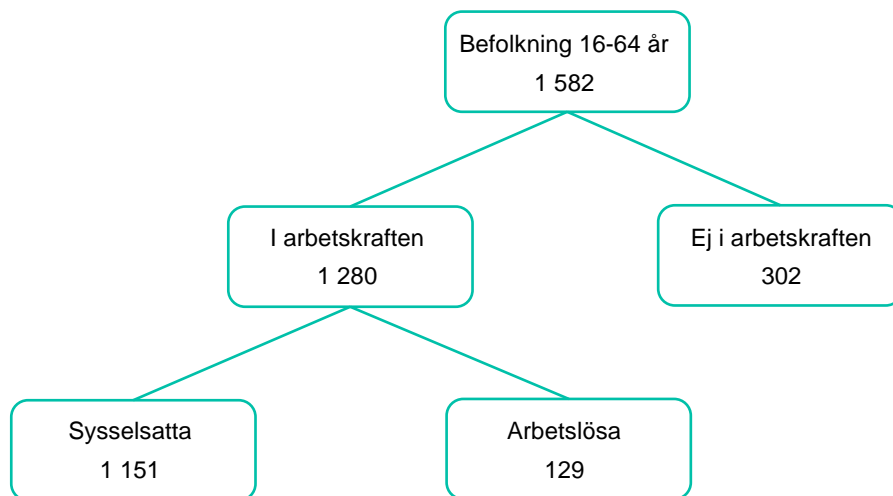 Befolkning 16-64 år
1 582
I arbetskraften
1 280
Ej i arbetskraften
302
Sysselsatta
1 151
Arbetslösa
129